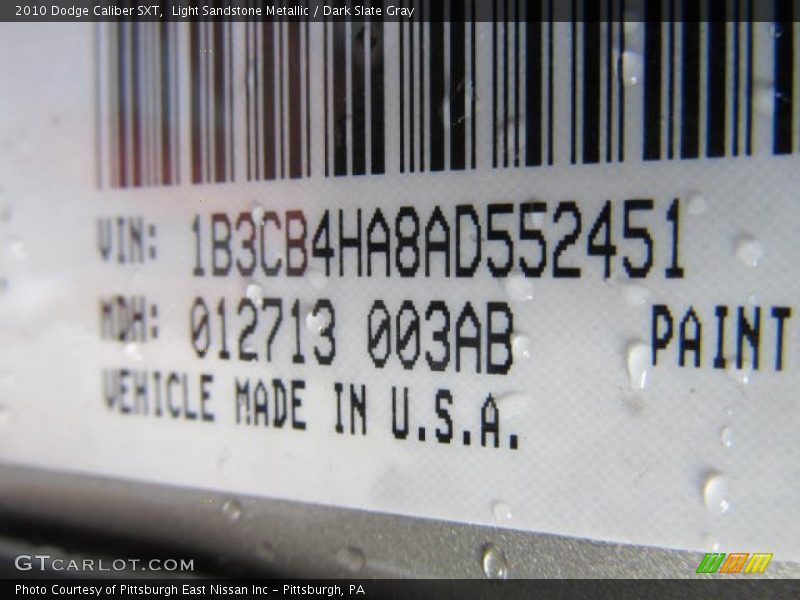 2010 Dodge Caliber SXT,  Light Sandstone Metallic / Dark Slate Gray
VIN: 1B3CB4HA8AD552451
MDH: 012713 003AB PAINT
VEHICLE MADE IN U.S.A.
GTCARLOT.COM
Photo Courtesy of Pittsburgh East Nissan Inc - Pittsburgh, PA